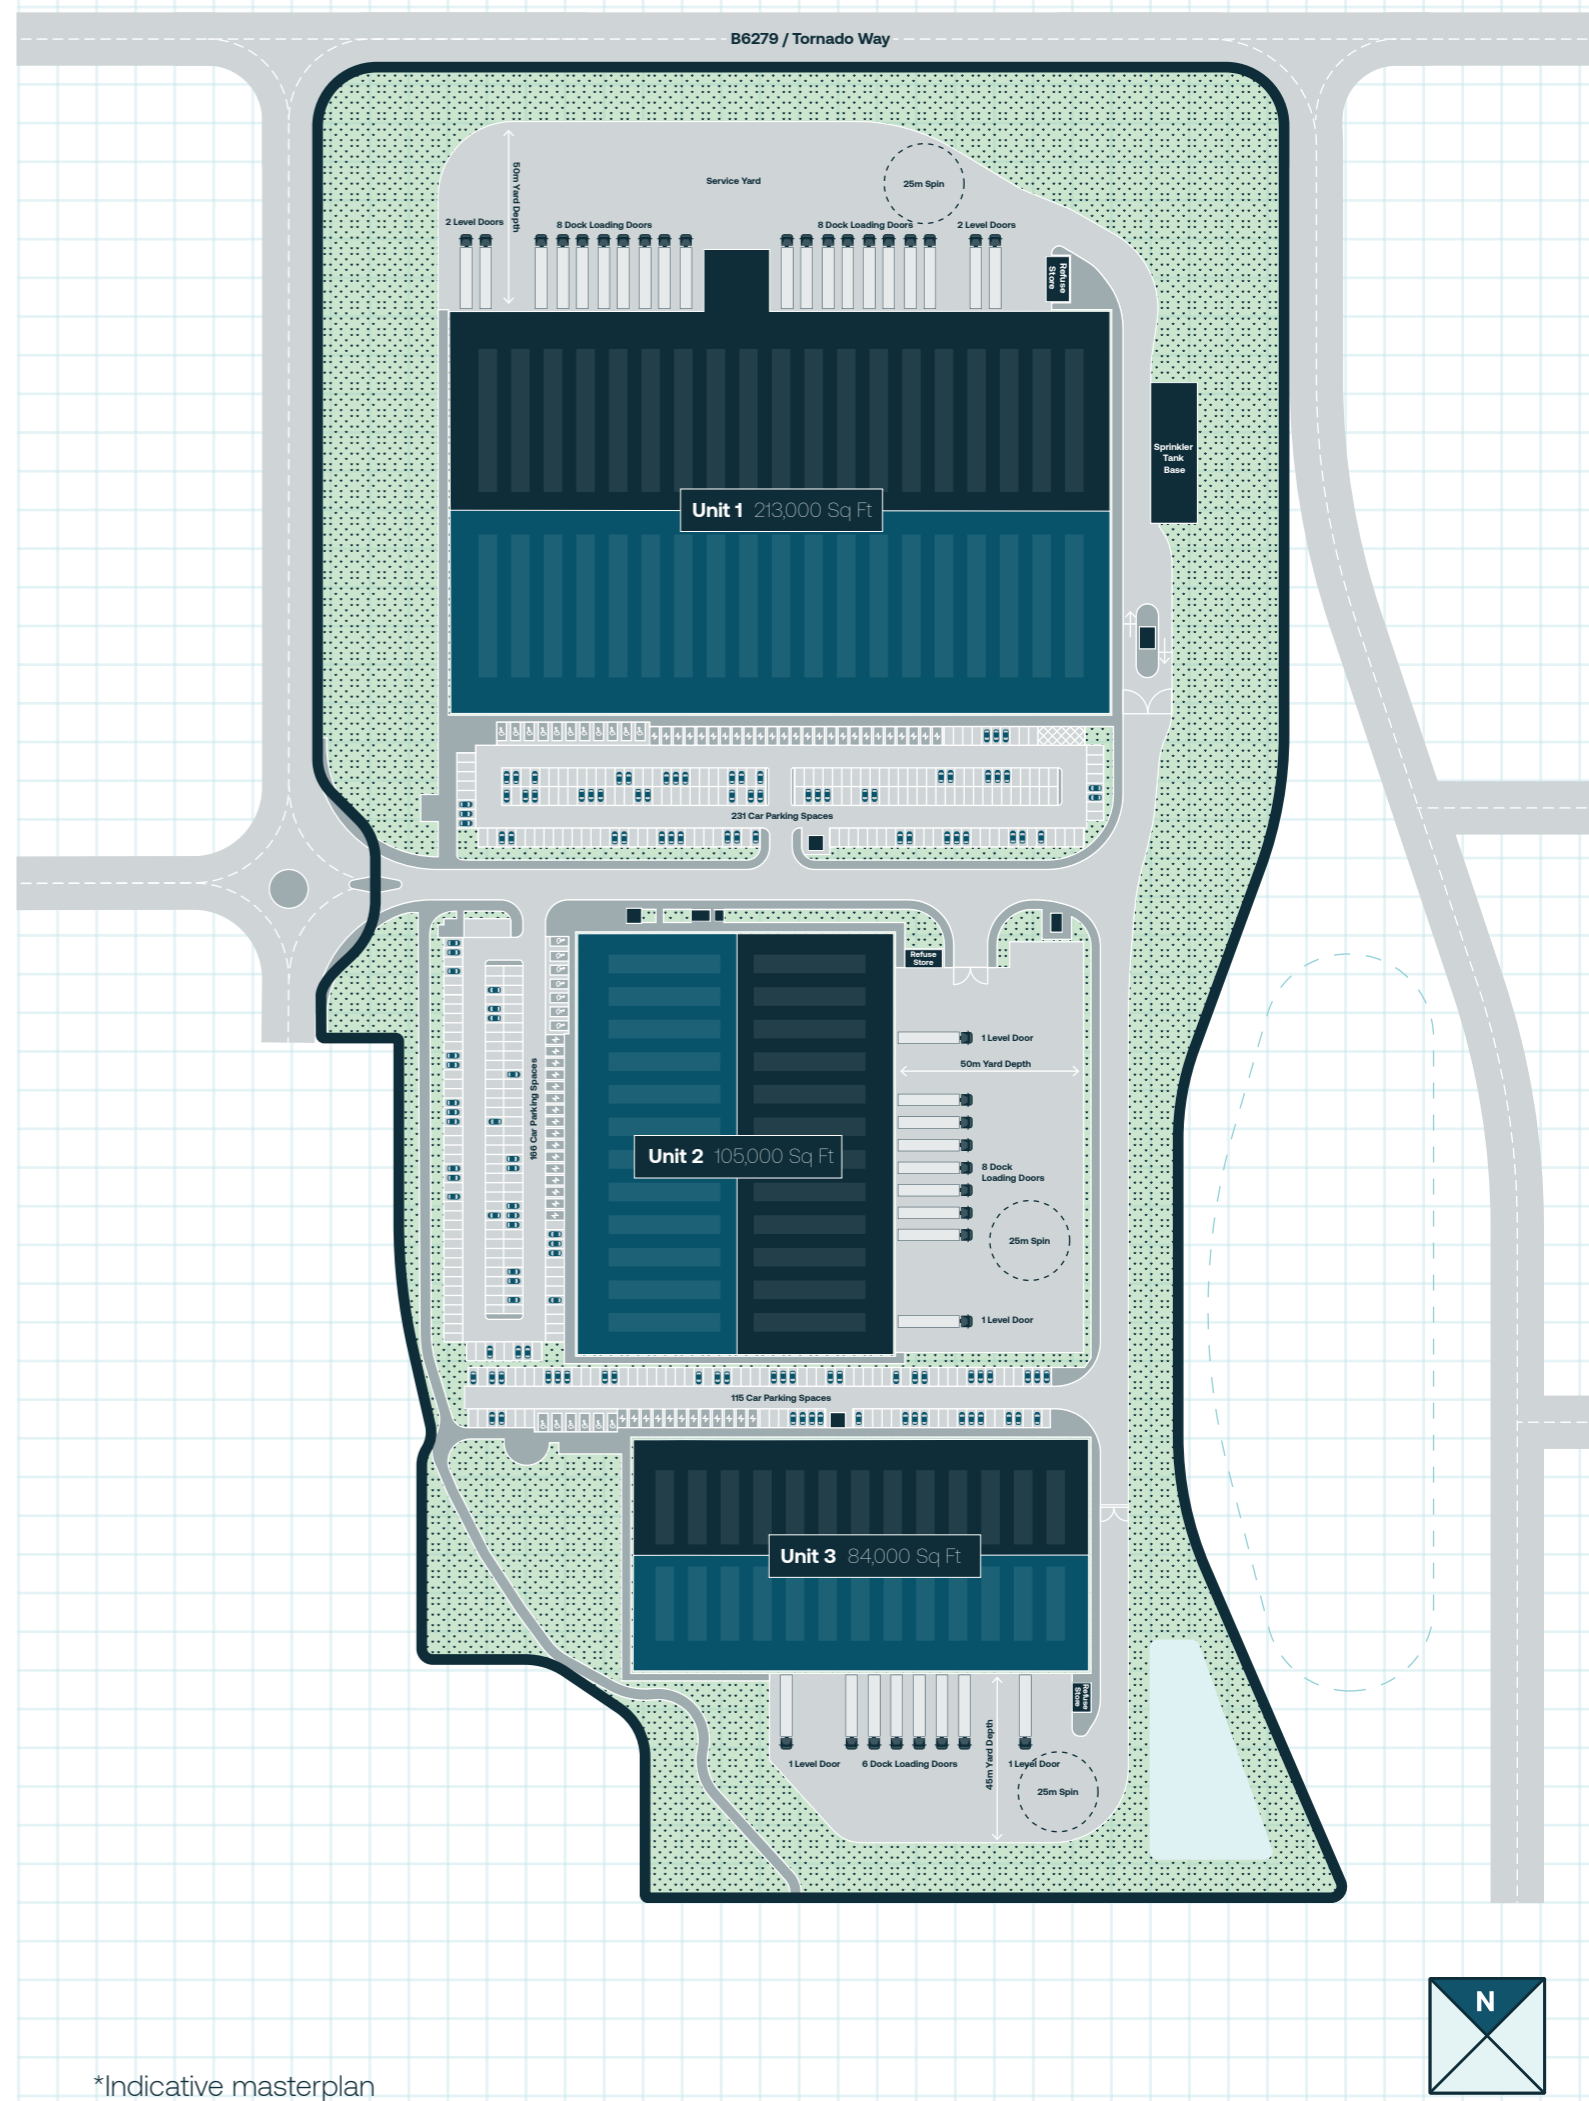 B6279 / Tornado Way
50m Yard Depth
Service Yard
25m Spin
2 Level Doors
8 Dock Loading Doors
8 Dock Loading Doors
2 Level Doors
Refuse
Store
Sprinkler
Tank
Base
Unit 1 213,000 Sq Ft
231 Car Parking Spaces
Refuse
Store
1 Level Door
50m Yard Depth
166 Car Parking Spaces
Unit 2 105,000 Sq Ft
8 Dock
Loading Doors
25m Spin
1 Level Door
115 Car Parking Spaces
Unit 3 84,000 Sq Ft
Refuse
Store
45m Yard Depth
1 Level Door
6 Dock Loading Doors
1 Level Door
25m Spin
N
*Indicative masterplan